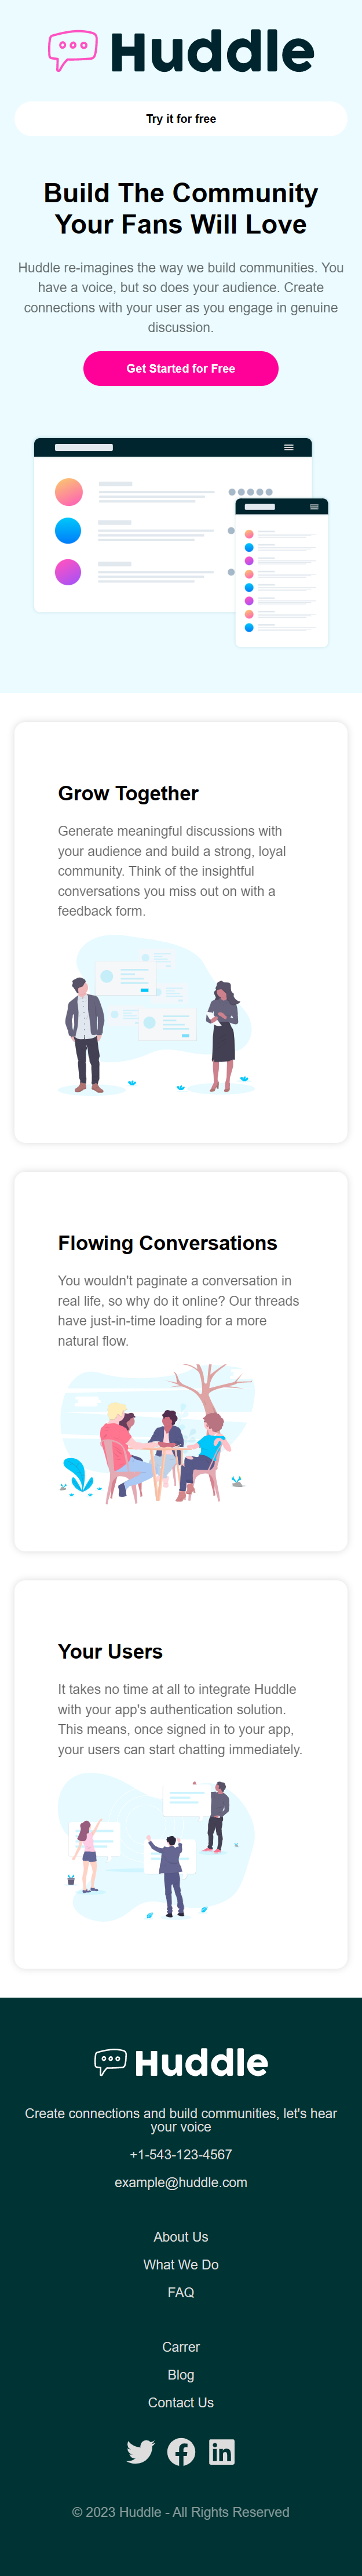 Huddle
Try it for free
Build The Community
Your Fans Will Love
Huddle re-imagines the way we build communities. You
have a voice, but so does your audience. Create
connections with your user as you engage in genuine
discussion.
Get Started for Free
Grow Together
Generate meaningful discussions with
your audience and build a strong, loyal
community. Think of the insightful
conversations you miss out on with a
feedback form.
Flowing Conversations
You wouldn't paginate a conversation in
real life, so why do it online? Our threads
have just-in-time loading for a more
natural flow.
Your Users
It takes no time at all to integrate Huddle
with your app's authentication solution.
This means, once signed in to your app,
your users can start chatting immediately.
Huddle
Create connections and build communities, let's hear
your voice
+1-543-123-4567
example@huddle.com
About Us
What We Do
FAQ
Carrer
Blog
Contact Us
© 2023 Huddle - All Rights Reserved